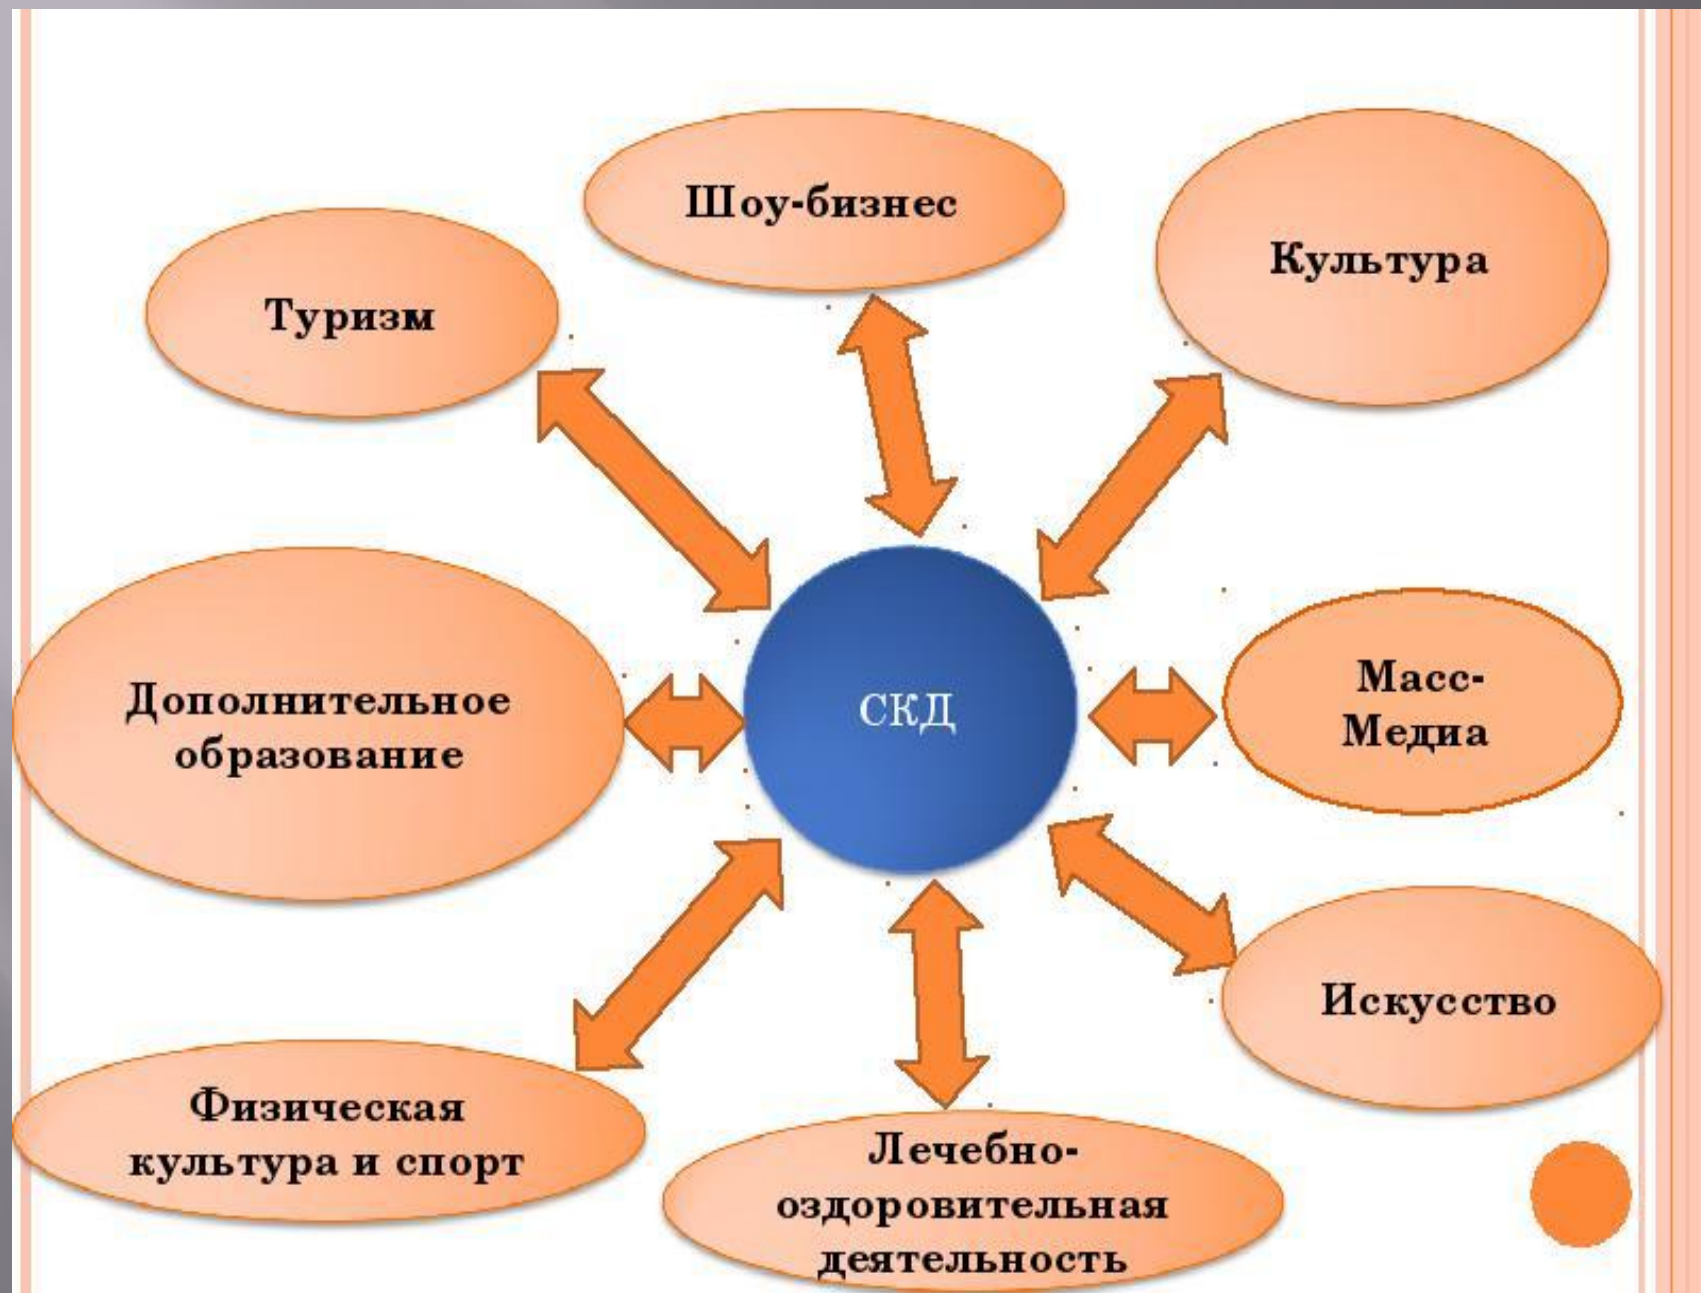 Шоу-бизнес
Культура
Туризм
Дополнительное
образование
СКД
Масс-
Медиа
Искусство
Физическая
культура и спорт
Лечебно-
оздоровительная
деятельность